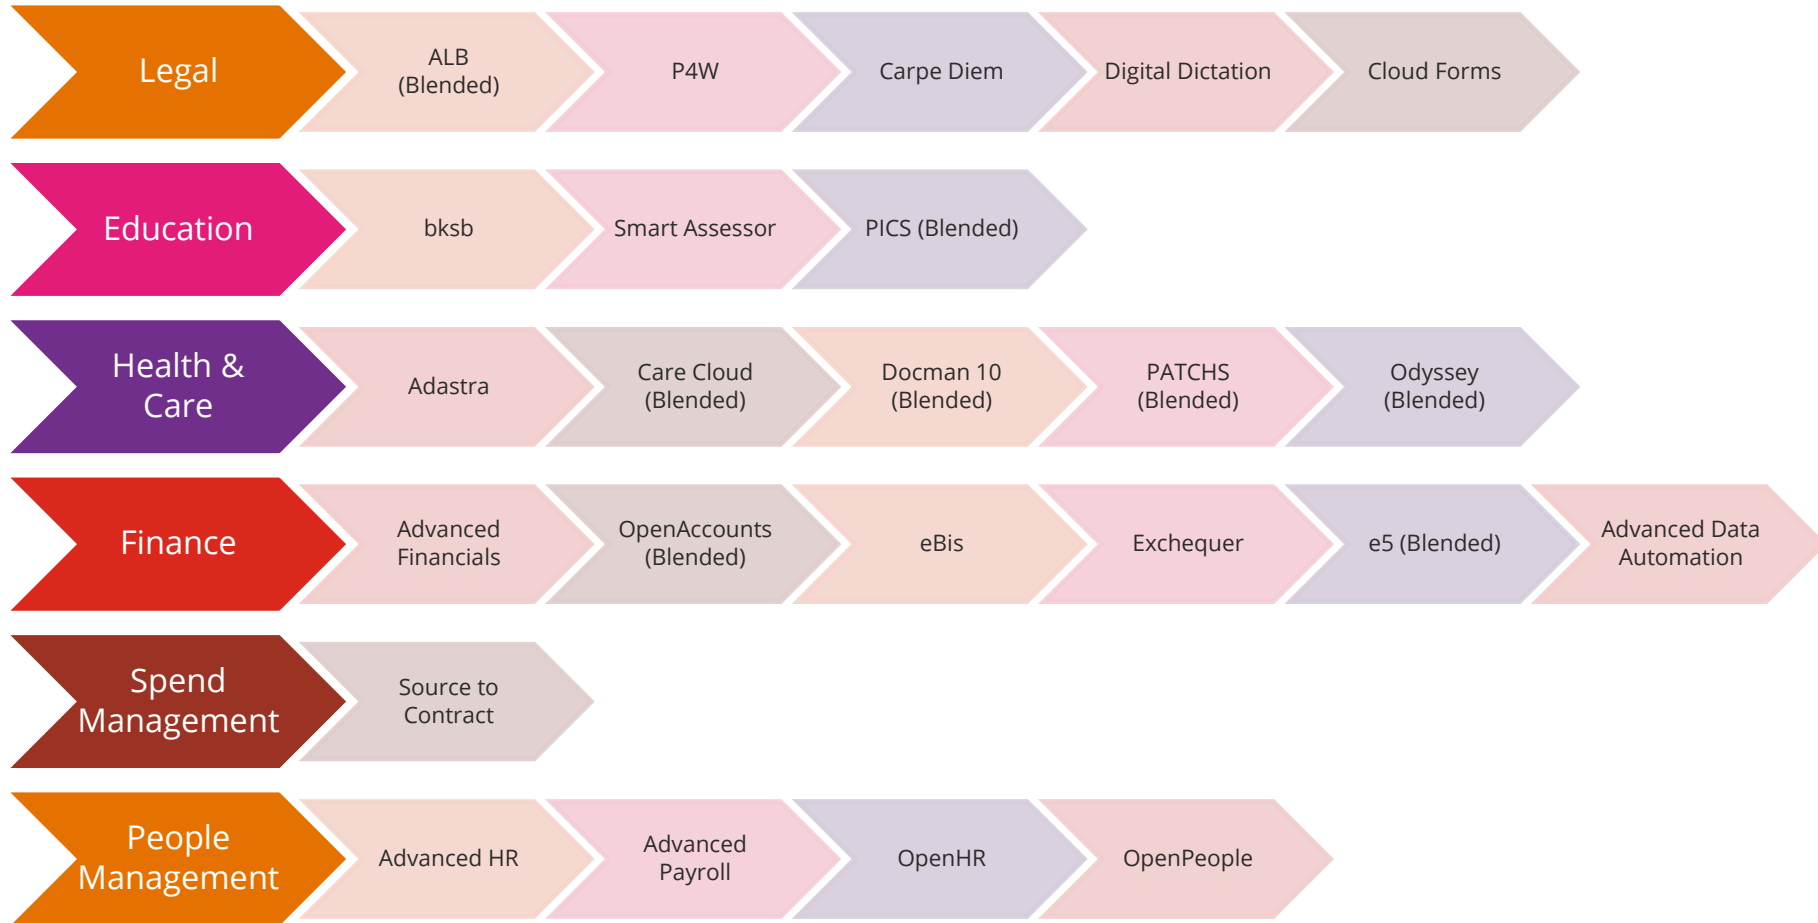 Legal
ALB
(Blended)
P4W
Carpe Diem
Digital Dictation
Cloud Forms
Education
bksb
Smart Assessor
PICS (Blended)
Health &
Care
Adastra
Care Cloud
(Blended)
Docman 10
(Blended)
PATCHS
(Blended)
Odyssey
(Blended)
Finance
Advanced
Financials
OpenAccounts
(Blended)
eBis
Exchequer
e5 (Blended)
Advanced Data
Automation
Spend
Management
Source to
Contract
People
Management
Advanced HR
Advanced
Payroll
OpenHR
OpenPeople